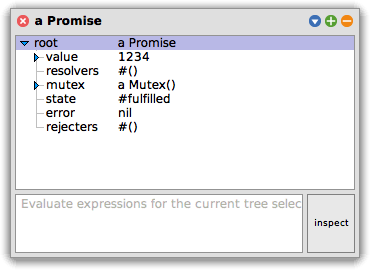 a Promise
root a Promise
value 1234
resolvers #()
mutex a Mutex()
state #fulfilled
error nil
rejecters #()
Evaluate expressions for the current tree selec
inspect